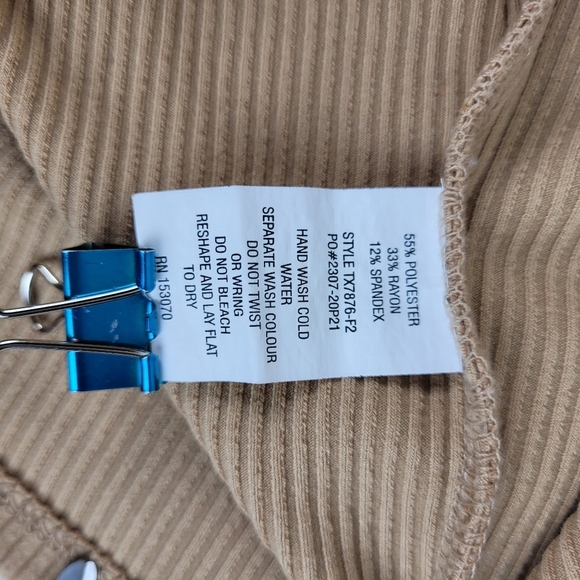 55% POLYESTER
33% RAYON
12% SPANDEX
STYLE TX7876-F2
PO#2307-20P21
HAND WASH COLD
WATER
SEPARATE WASH COLOUR
DO NOT TWIST
OR WRING
DO NOT BLEACH
RESHAPE AND LAY FLAT
TO DRY
RN 153070